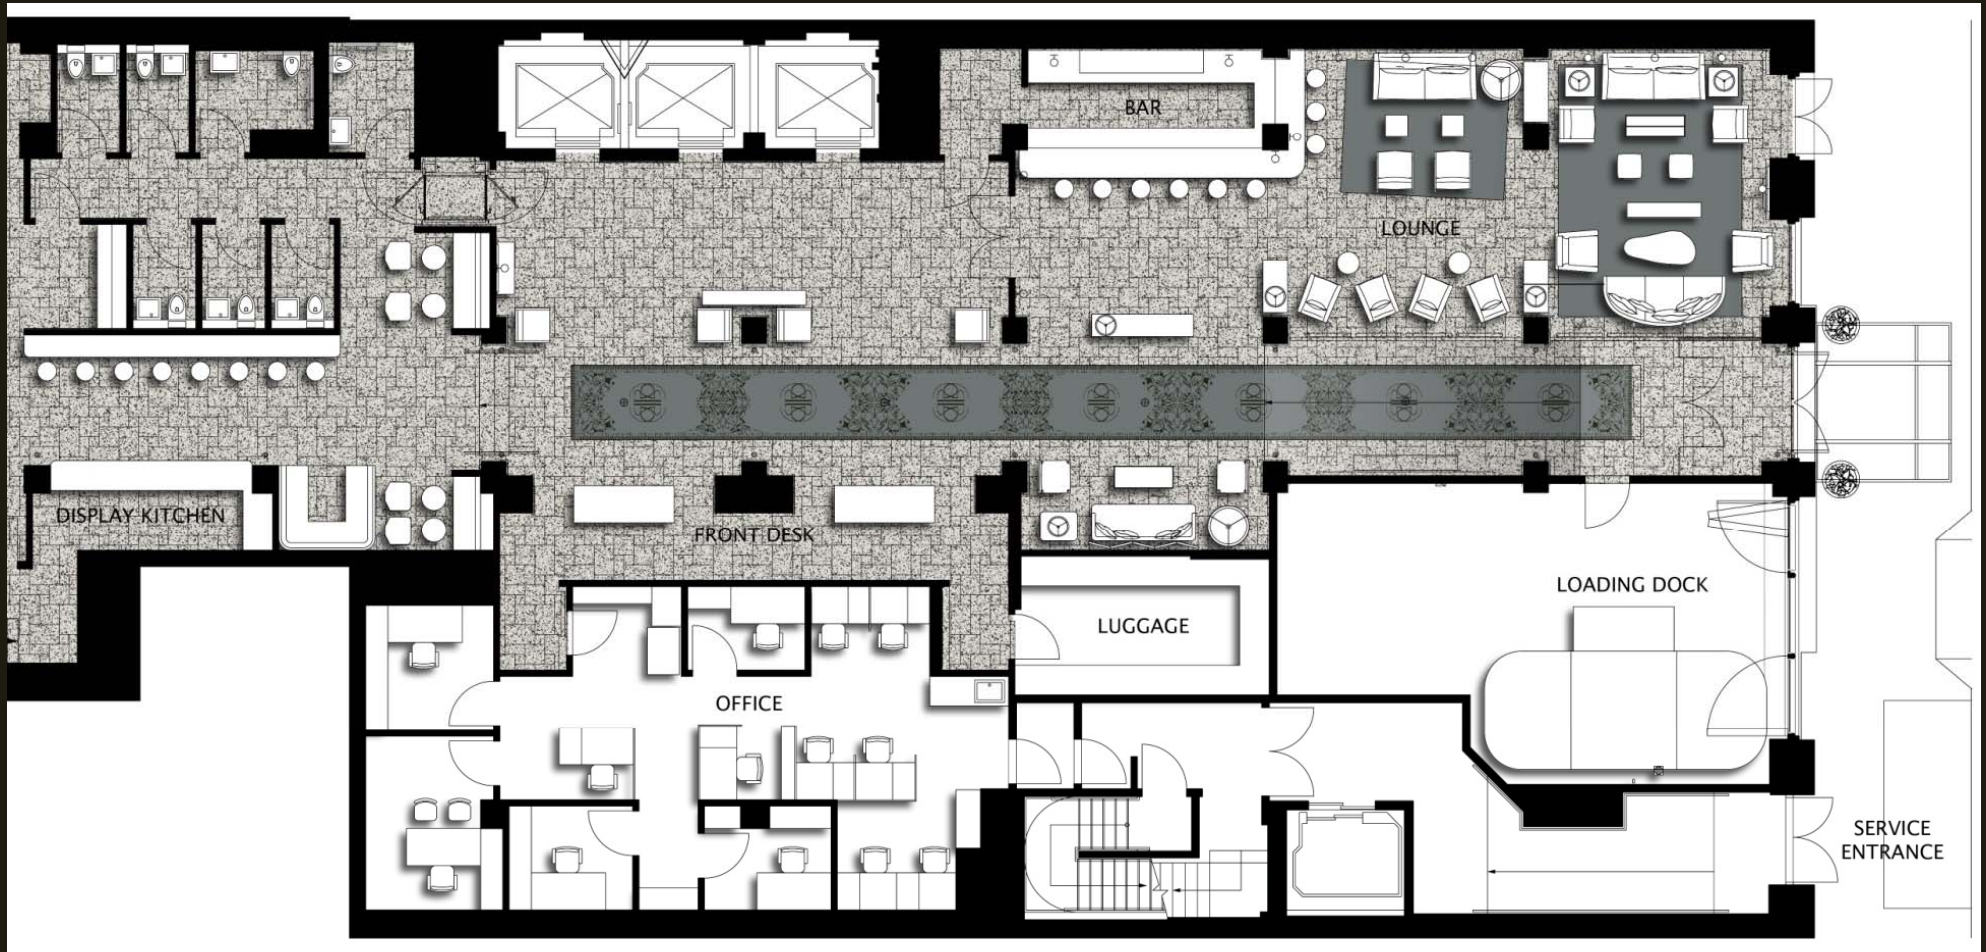 BAR
LOUNGE
DISPLAY KITCHEN
FRONT DESK
LOADING DOCK
LUGGAGE
OFFICE
SERVICE
ENTRANCE